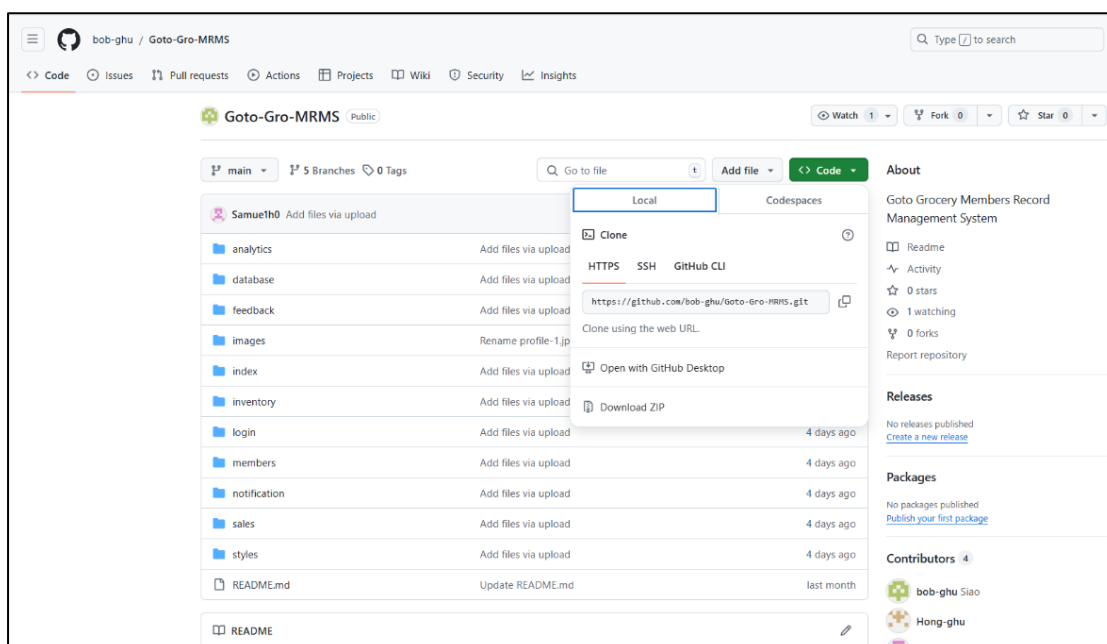 bob-ghu / Goto-Gro-MRMS
Type / to search
Code Issues Pull requests Actions Projects Wiki Security Insights
Goto-Gro-MRMS Public
Watch 1 Fork 0 Star 0
main 5 Branches 0 Tags
Go to file t Add file Code
About
Goto Grocery Members Record
Management System
Readme
Activity
0 stars
1 watching
0 forks
Report repository
Releases
No releases published
Create a new release
Packages
No packages published
Publish your first package
Contributors 4
bob-ghu Siao
Hong-ghu
Local Codespaces
Clone
HTTPS SSH GitHub CLI
https://github.com/bob-ghu/Goto-Gro-MRMS.git
Clone using the web URL.
Open with GitHub Desktop
Download ZIP
Samue1h0 Add files via upload
analytics Add files via upload
database Add files via upload
feedback Add files via upload
images Rename profile-1.jp
index Add files via upload
inventory Add files via upload
login Add files via upload 4 days ago
members Add files via upload 4 days ago
notification Add files via upload 4 days ago
sales Add files via upload 4 days ago
styles Add files via upload 4 days ago
README.md Update README.md last month
README